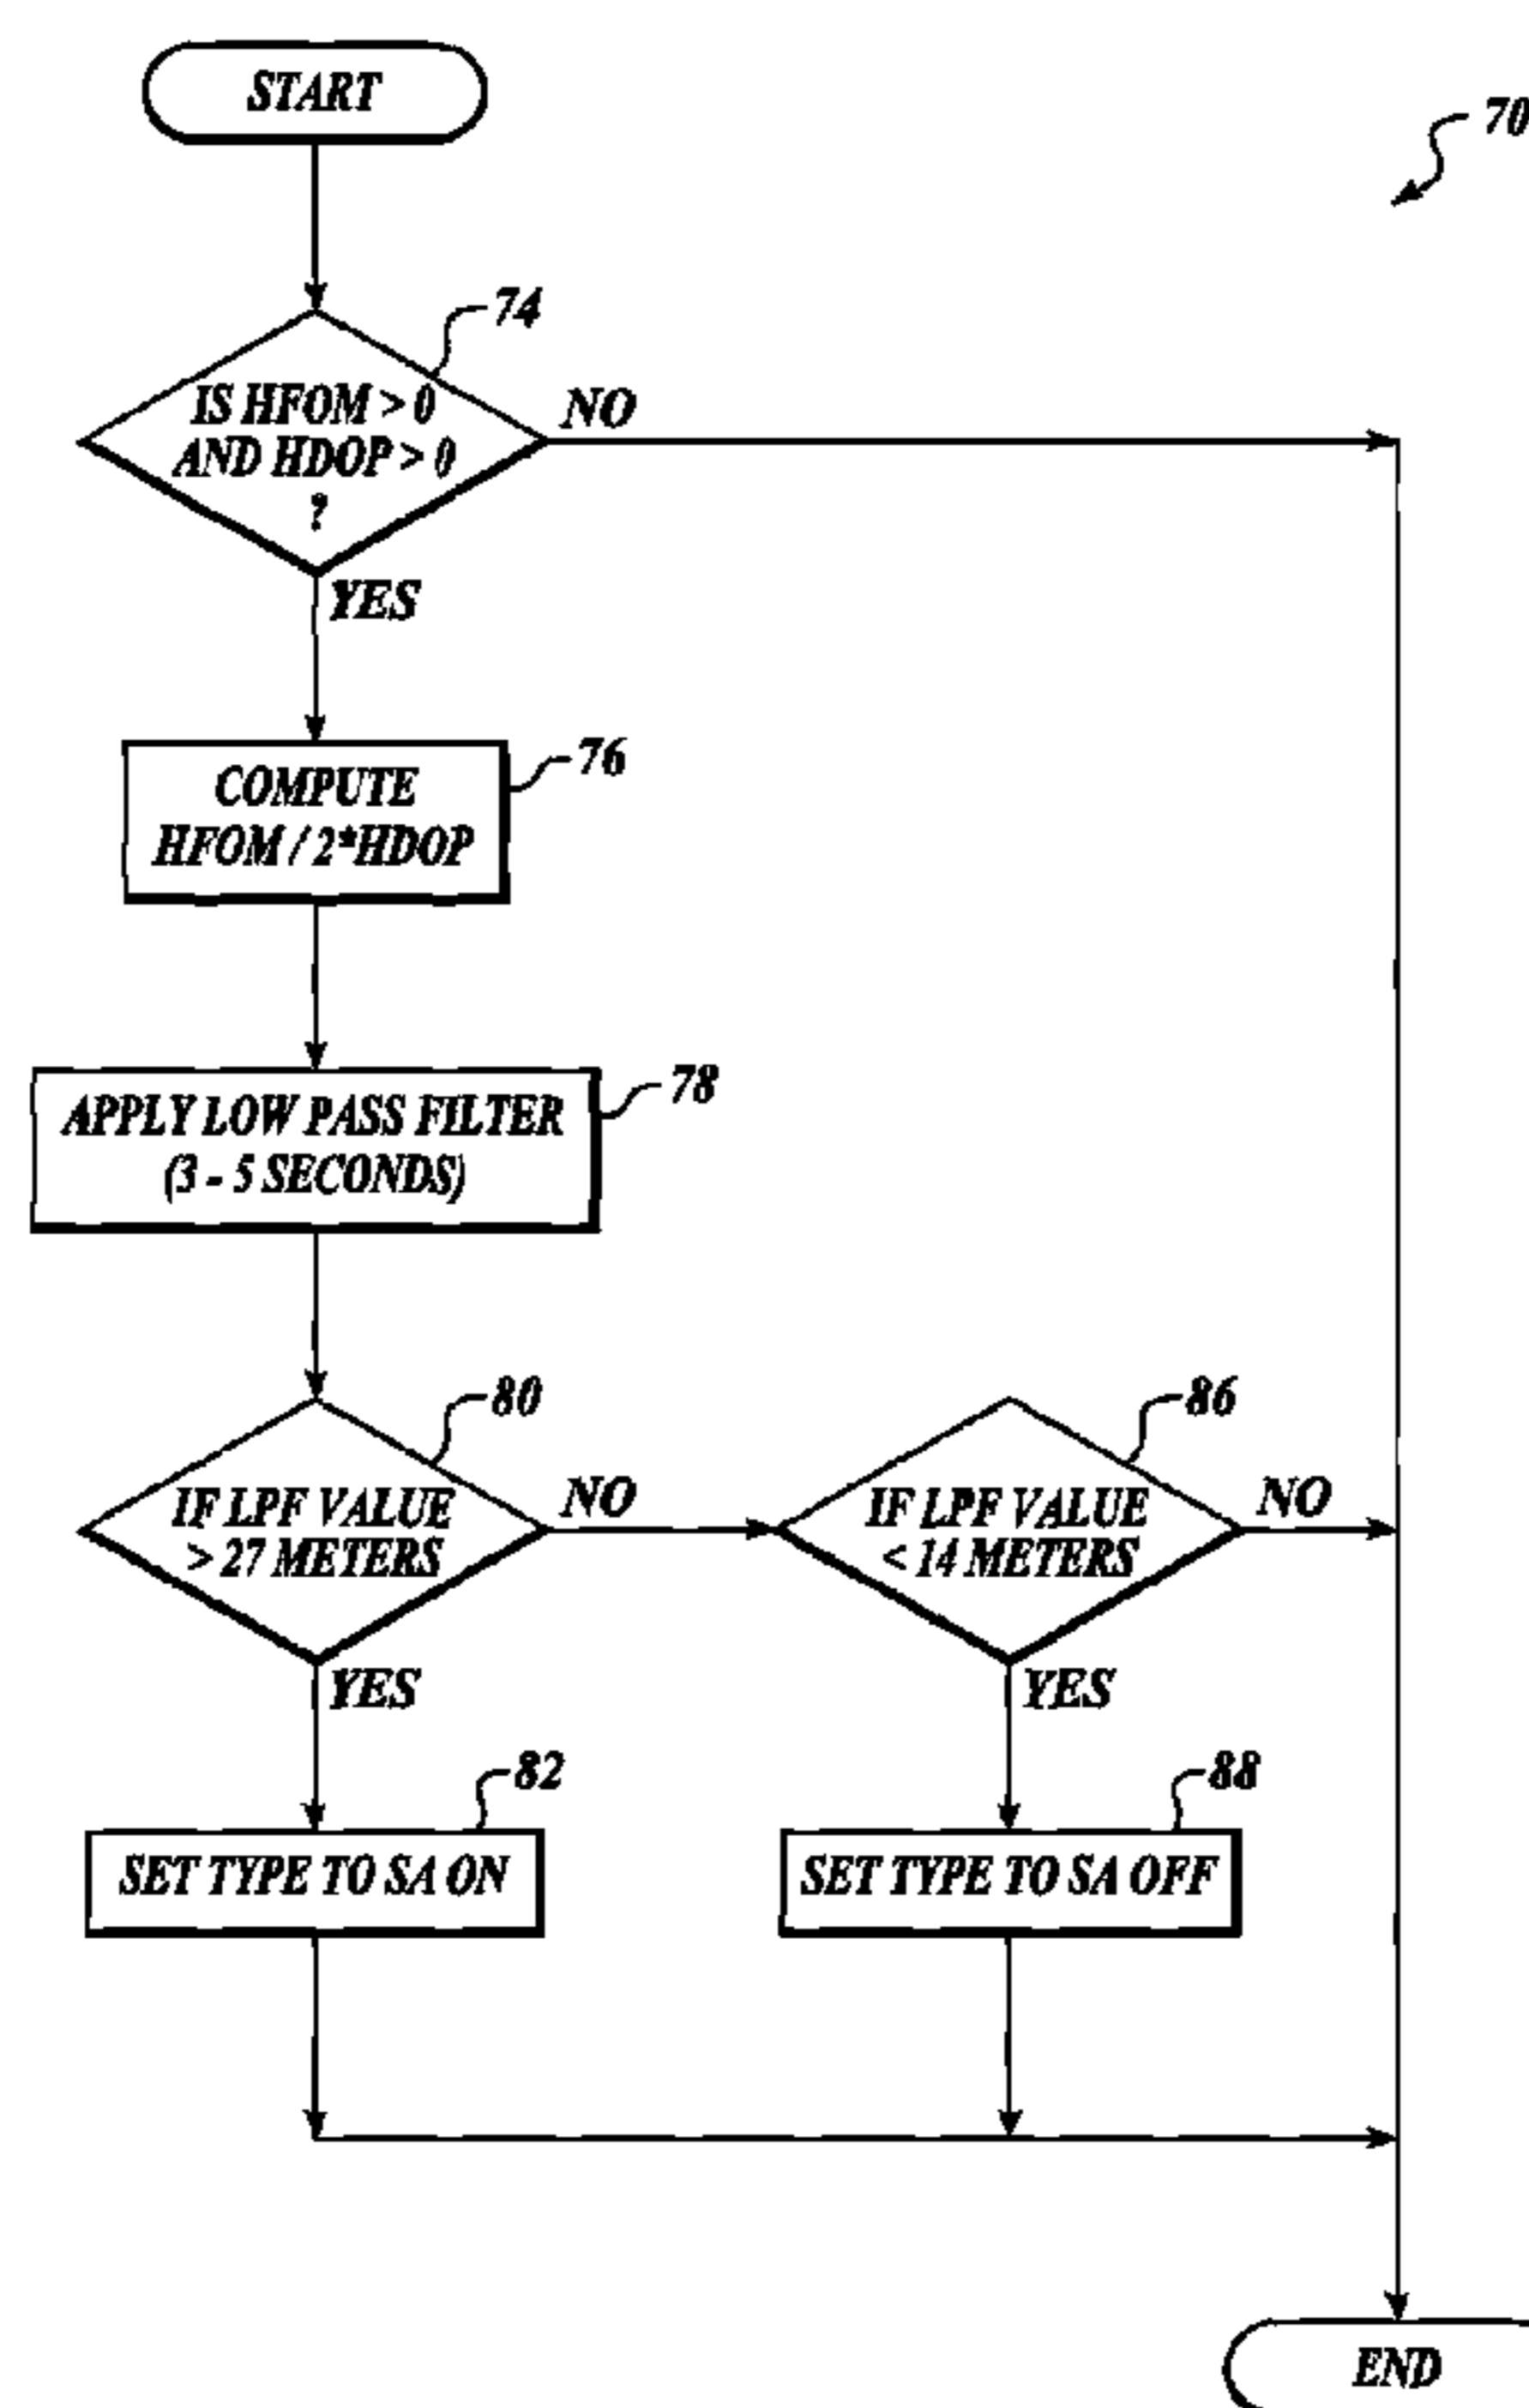 START
70
74
IS HFOM > 0
AND HDOP > 0
?
NO
YES
76
COMPUTE
HFOM / 2*HDOP
78
APPLY LOW PASS FILTER
(3 - 5 SECONDS)
80
IF LPF VALUE
> 27 METERS
NO
YES
86
IF LPF VALUE
< 14 METERS
NO
YES
82
SET TYPE TO SA ON
88
SET TYPE TO SA OFF
END